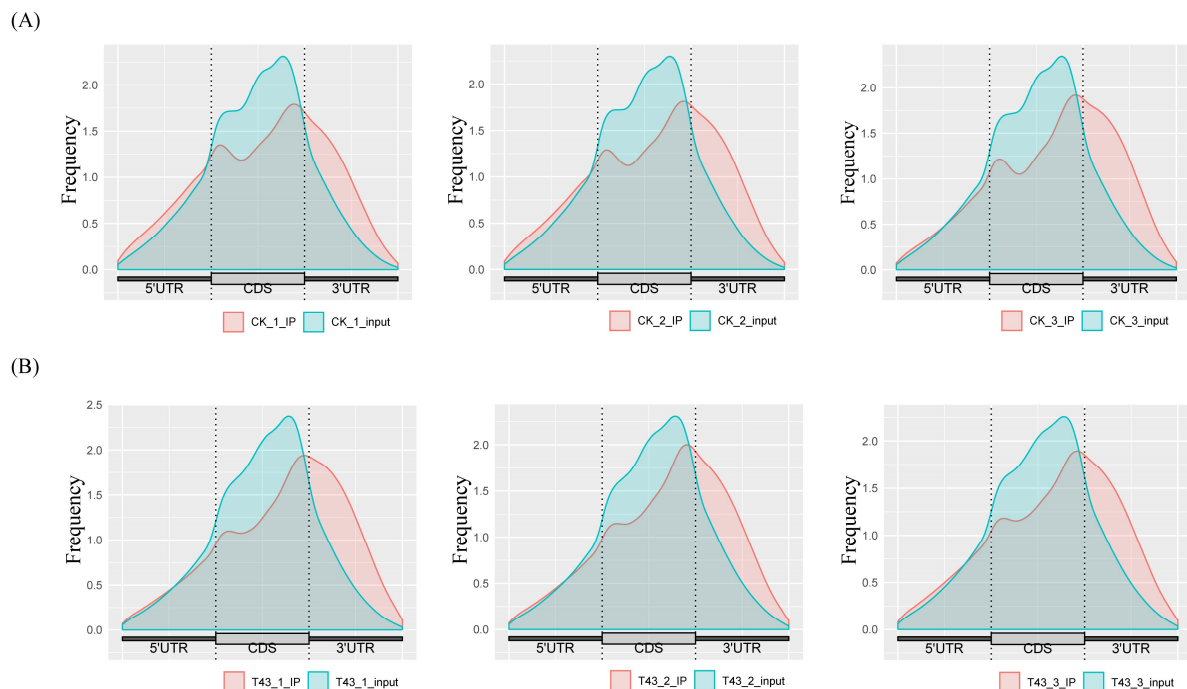 (A)
Frequency
2.0
1.5
1.0
0.5
0.0
5'UTR CDS 3'UTR
CK_1_IP CK_1_input
Frequency
2.0
1.5
1.0
0.5
0.0
5'UTR CDS 3'UTR
CK_2_IP CK_2_input
Frequency
2.0
1.5
1.0
0.5
0.0
5'UTR CDS 3'UTR
CK_3_IP CK_3_input
(B)
Frequency
2.5
2.0
1.5
1.0
0.5
0.0
5'UTR CDS 3'UTR
T43_1_IP T43_1_input
Frequency
2.0
1.5
1.0
0.5
0.0
5'UTR CDS 3'UTR
T43_2_IP T43_2_input
Frequency
2.0
1.5
1.0
0.5
0.0
5'UTR CDS 3'UTR
T43_3_IP T43_3_input